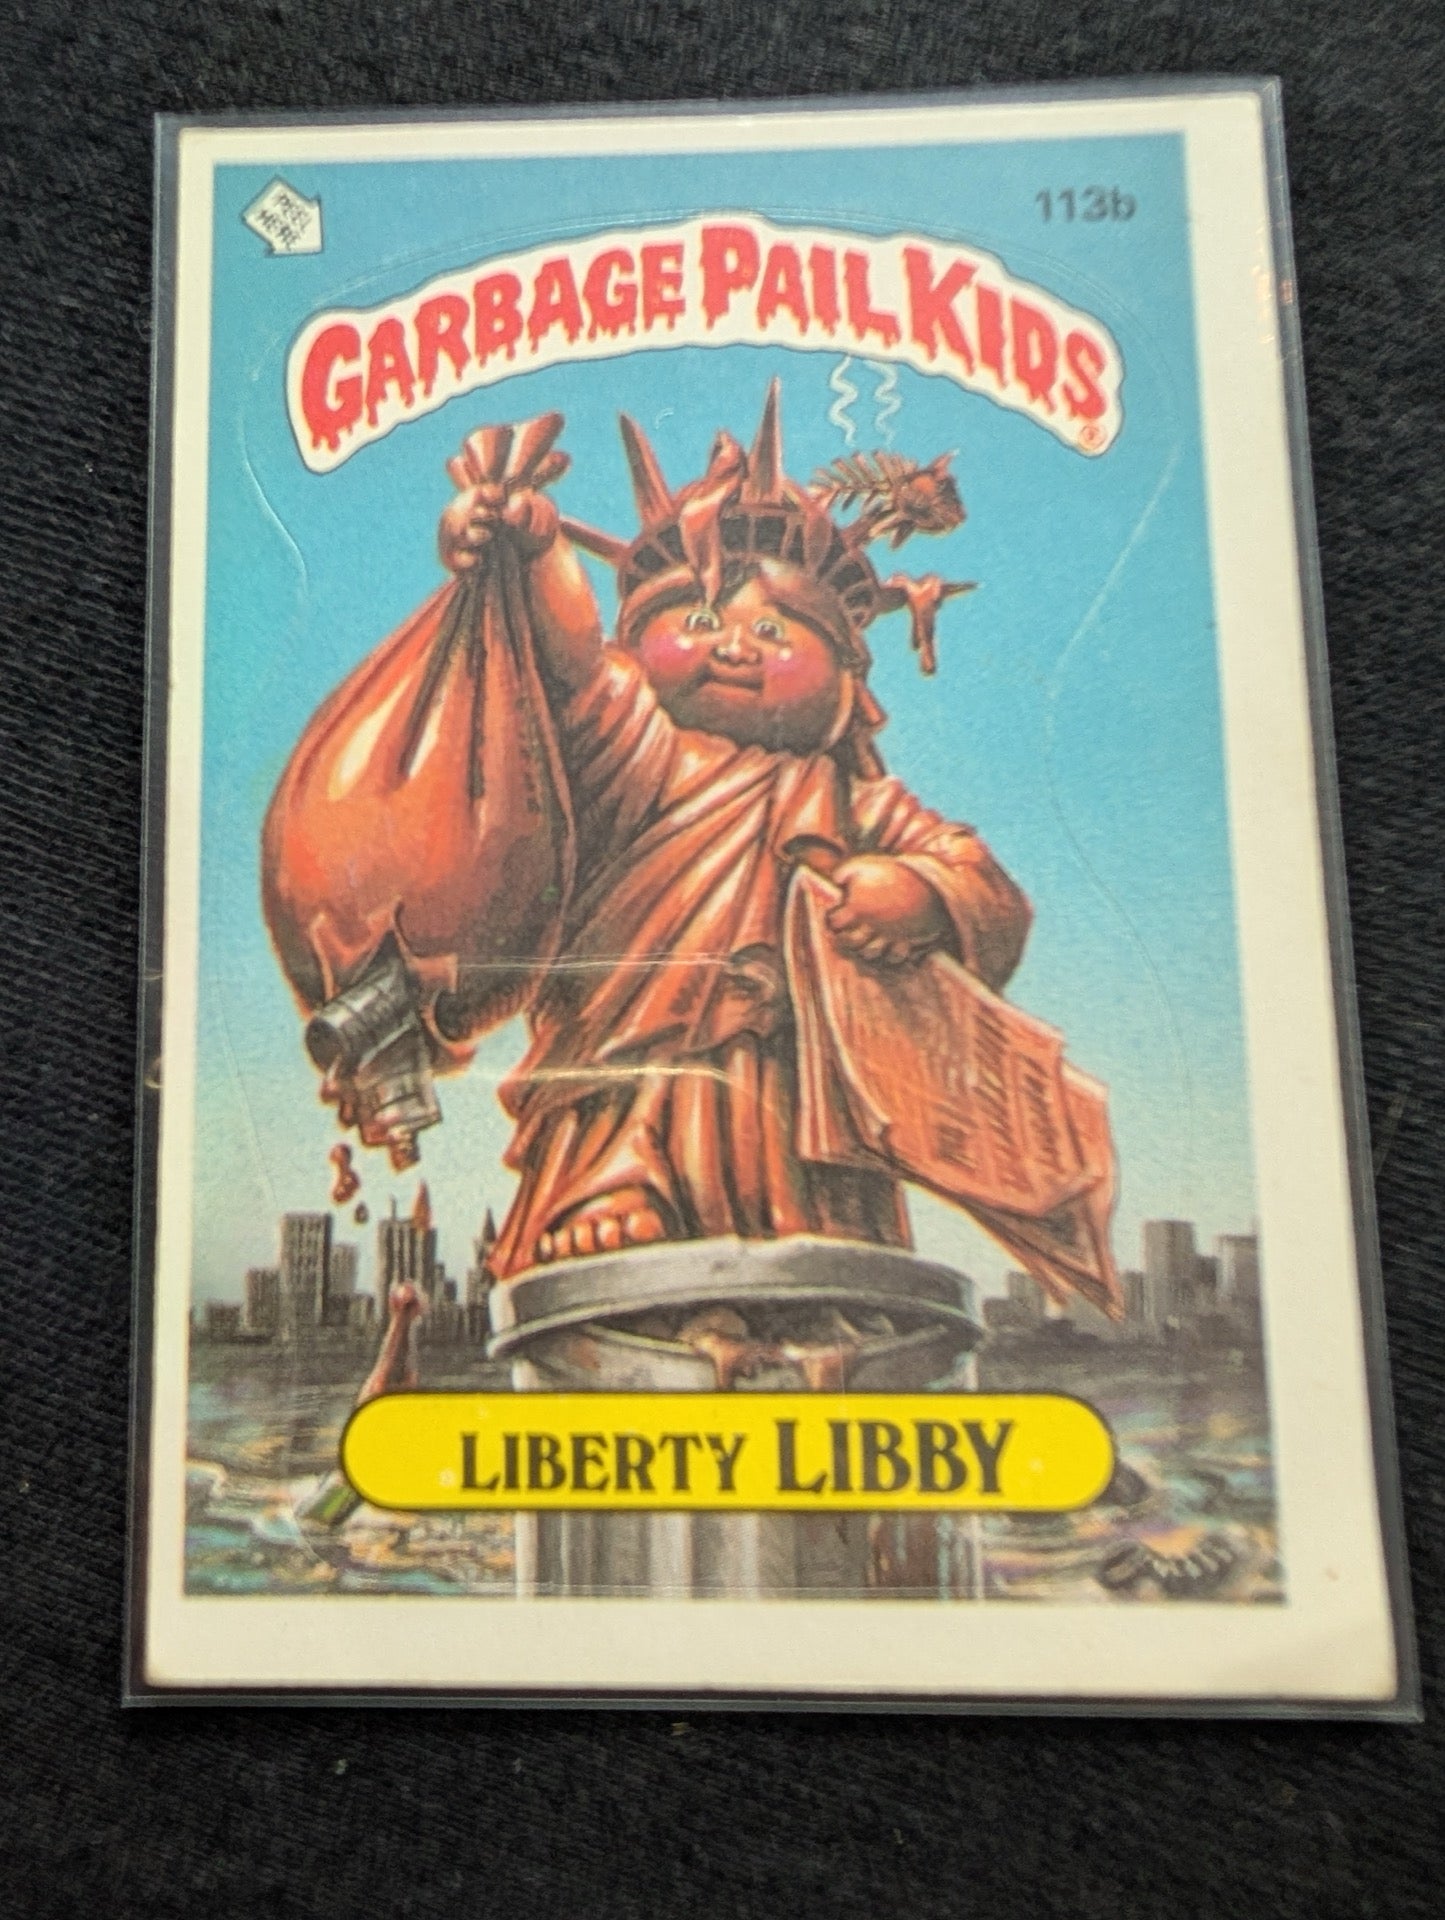 PEEL
HERE
113b
GARBAGE PAIL KIDS
®
LIBERTY LIBBY